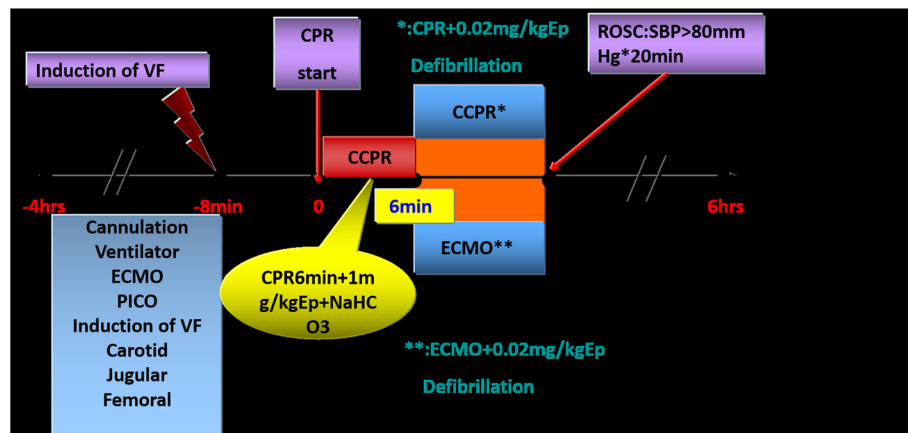 CPR
start
*:CPR+0.02mg/kgEp
Defibrillation
ROSC:SBP>80mm
Hg*20min
Induction of VF
CCPR*
CCPR
-4hrs
-8min
0
6min
6hrs
Cannulation
Ventilator
ECMO
PICO
Induction of VF
Carotid
Jugular
Femoral
CPR6min+1m
g/kgEp+NaHC
O3
ECMO**
**:ECMO+0.02mg/kgEp
Defibrillation